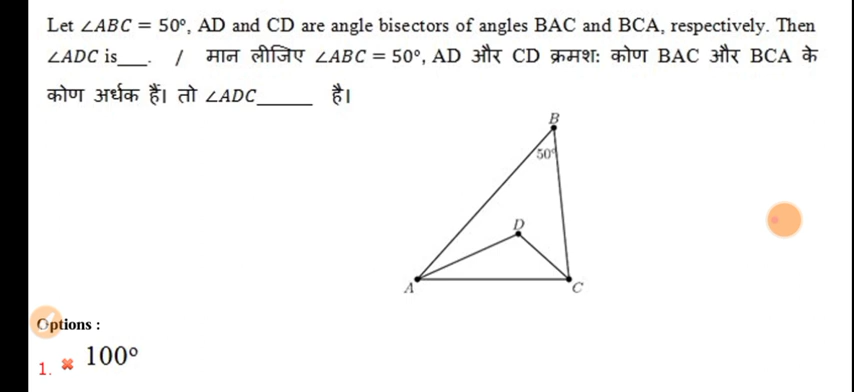 Let ∠ABC = 50°, AD and CD are angle bisectors of angles BAC and BCA, respectively. Then
∠ADC is___. / मान लीजिए ∠ABC = 50°, AD और CD क्रमश: कोण BAC और BCA के
कोण अर्धक हैं। तो ∠ADC______ है।
B
50°
D
A
C
Options :
1. ✖ 100°